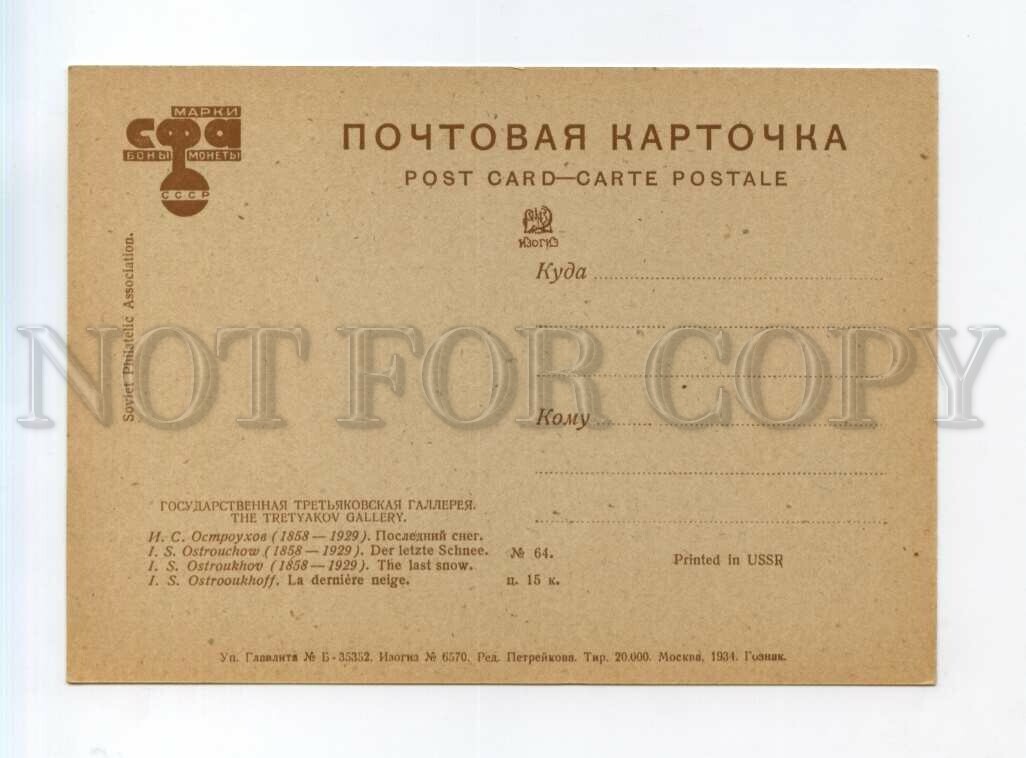 МАРКИ
СФА
БОНЫ МОНЕТЫ
СССР
ПОЧТОВАЯ КАРТОЧКА
POST CARD—CARTE POSTALE
ИЗОГИЗ
Soviet Philatelic Association.
Куда
Кому
NOT FOR COPY
ГОСУДАРСТВЕННАЯ ТРЕТЬЯКОВСКАЯ ГАЛЛЕРЕЯ.
THE TRETYAKOV GALLERY.
И. С. Остроухов (1858 — 1929). Последний снег.
I. S. Ostrouchow (1858 — 1929). Der letzte Schnee.
I. S. Ostroukhov (1858 — 1929). The last snow.
I. S. Ostrooukhoff. La dernière neige.
№ 64.
ц. 15 к.
Printed in USSR
Уп. Главлита № Б-35352. Изогиз № 6570. Ред. Петрейкова. Тир. 20.000. Москва, 1934. Гознак.